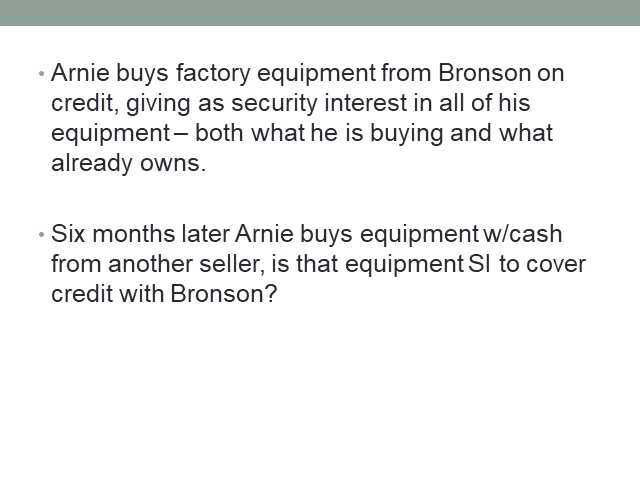 • Arnie buys factory equipment from Bronson on
credit, giving as security interest in all of his
equipment – both what he is buying and what
already owns.
• Six months later Arnie buys equipment w/cash
from another seller, is that equipment SI to cover
credit with Bronson?